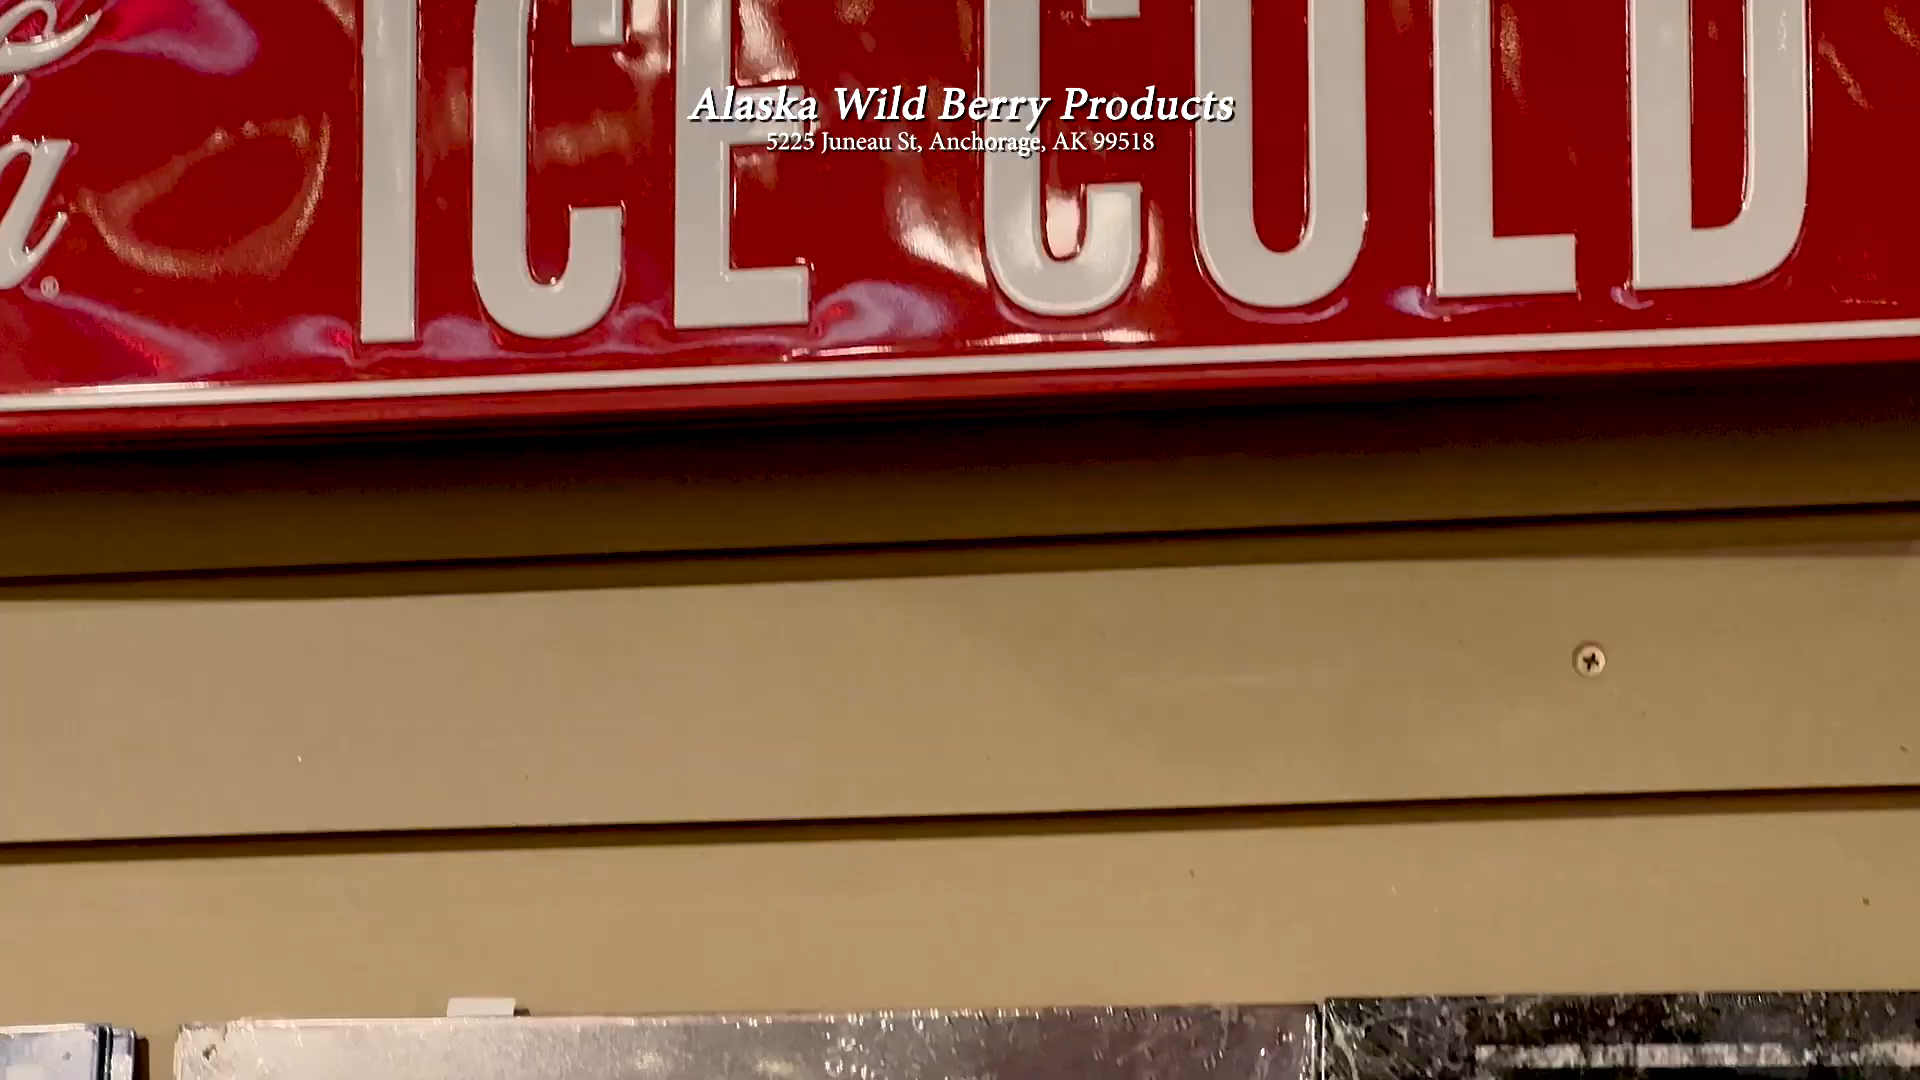 ICE COLD
Alaska Wild Berry Products
5225 Juneau St, Anchorage, AK 99518
®